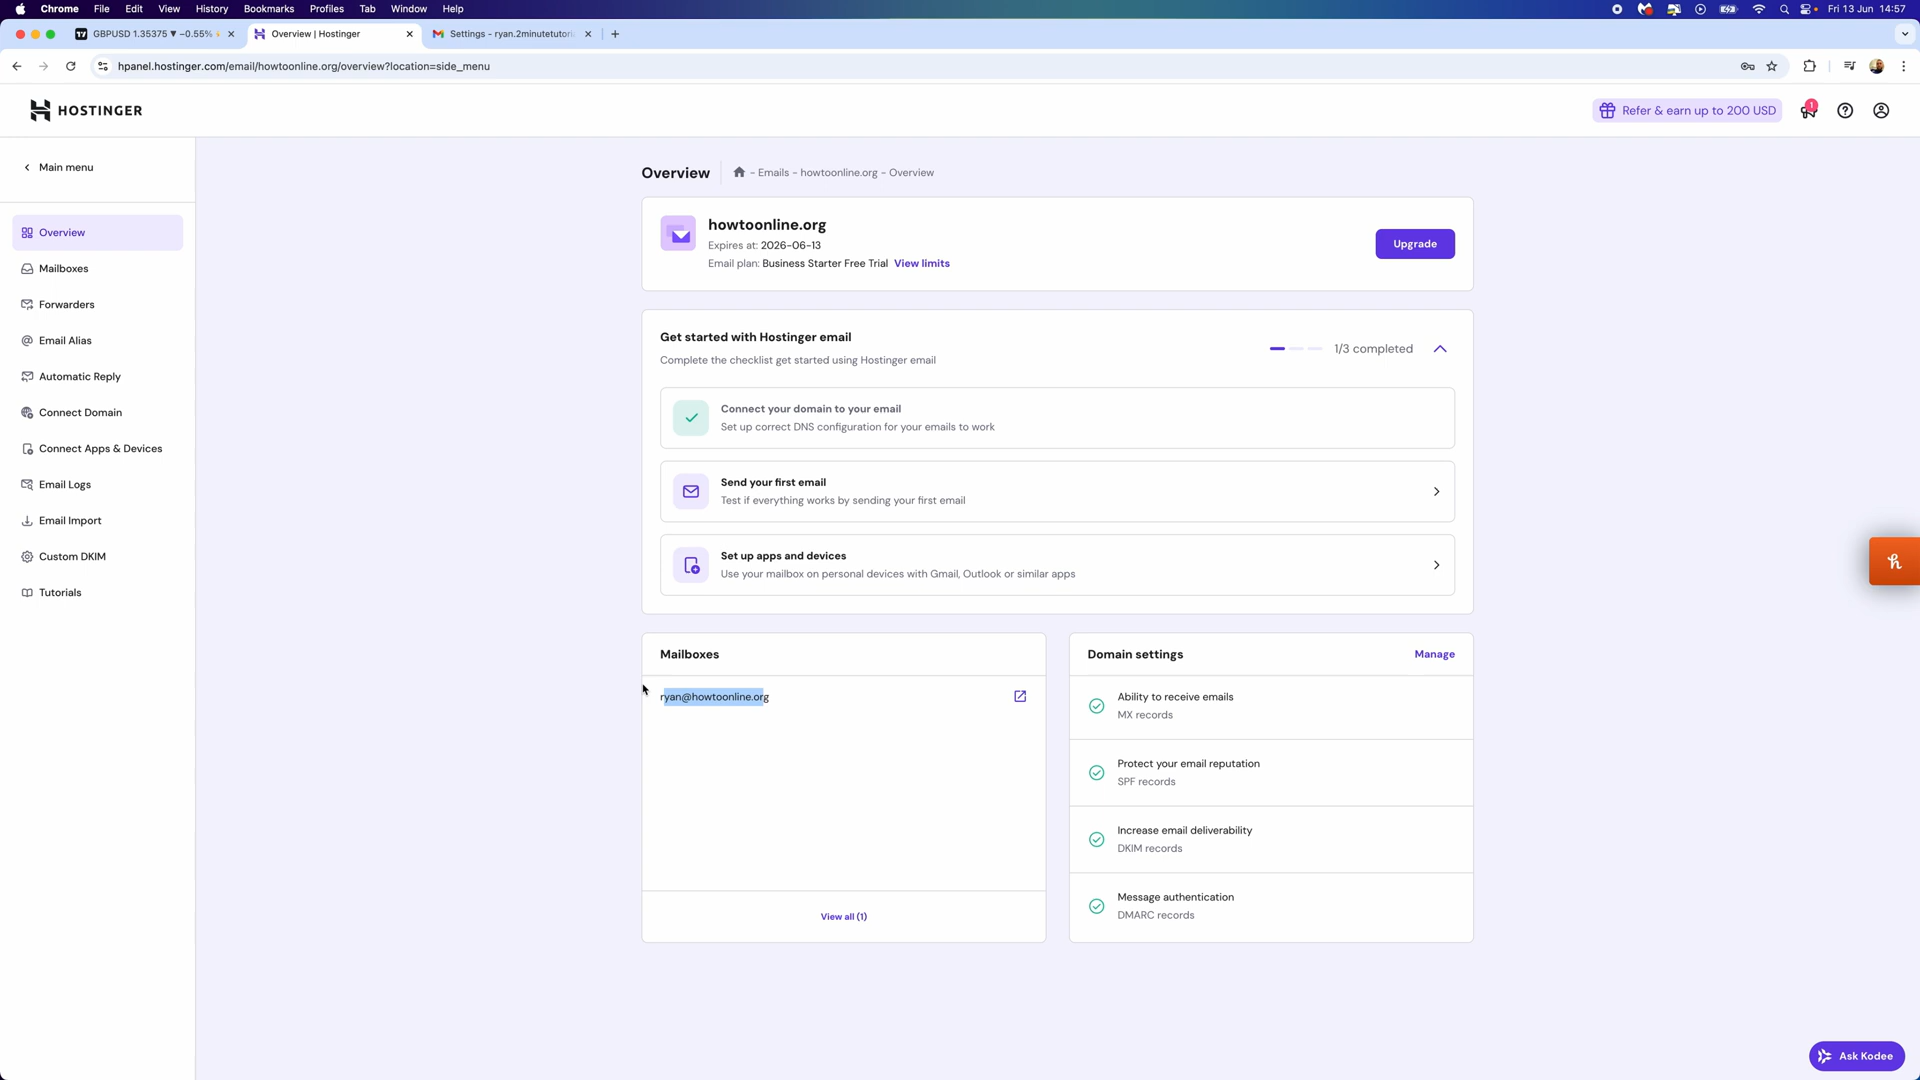 Chrome File Edit View History Bookmarks Profiles Tab Window Help
Fri 13 Jun 14:57
GBPUSD 1.35375 ▼ −0.55%
Overview | Hostinger
Settings - ryan.2minutetutori
hpanel.hostinger.com/email/howtoonline.org/overview?location=side_menu
HOSTINGER
Refer & earn up to 200 USD
1
Main menu
Overview
Mailboxes
Forwarders
Email Alias
Automatic Reply
Connect Domain
Connect Apps & Devices
Email Logs
Email Import
Custom DKIM
Tutorials
Overview
- Emails - howtoonline.org - Overview
howtoonline.org
Expires at: 2026-06-13
Email plan: Business Starter Free Trial View limits
Upgrade
Get started with Hostinger email
Complete the checklist get started using Hostinger email
1/3 completed
Connect your domain to your email
Set up correct DNS configuration for your emails to work
Send your first email
Test if everything works by sending your first email
Set up apps and devices
Use your mailbox on personal devices with Gmail, Outlook or similar apps
Mailboxes
ryan@howtoonline.org
View all (1)
Domain settings
Manage
Ability to receive emails
MX records
Protect your email reputation
SPF records
Increase email deliverability
DKIM records
Message authentication
DMARC records
Ask Kodee